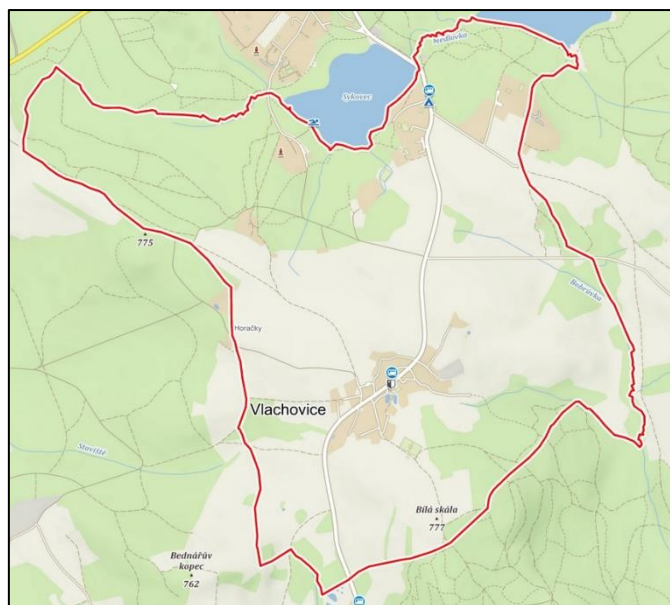 Medlovka
Sykovec
775
Bobrůvka
Horačky
Vlachovice
Staviště
Bílá skála
777
Bednářův
kopec
762